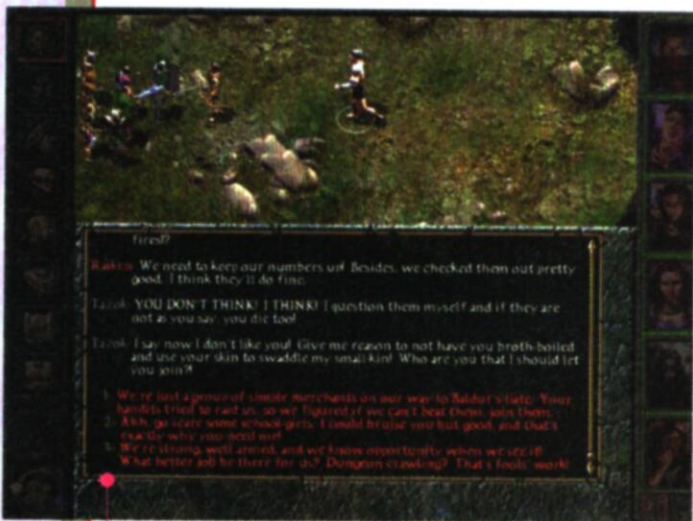 fired?
Raiken- We need to keep our numbers up! Besides, we checked them out pretty
good. I think they'll do fine.
Tazok- YOU DON'T THINK! I THINK! I question them myself and if they are
not as you say, you die too!
Tazok- I say now I don't like you! Give me reason to not have you broth-boiled
and use your skin to swaddle my small-kin! Who are you that I should let
you join?!
1- We're just a group of simple merchants on our way to Baldur's Gate. Your
bandits tried to raid us, so we figured if we can't beat them, join them.
2- Ahh, go scare some school-girls. I could bruise you but good, and that's
exactly why you need me!
3- We're strong, well armed, and we know opportunity when we see it!
What better job be there for us? Dungeon-crawling? That's fools' work!